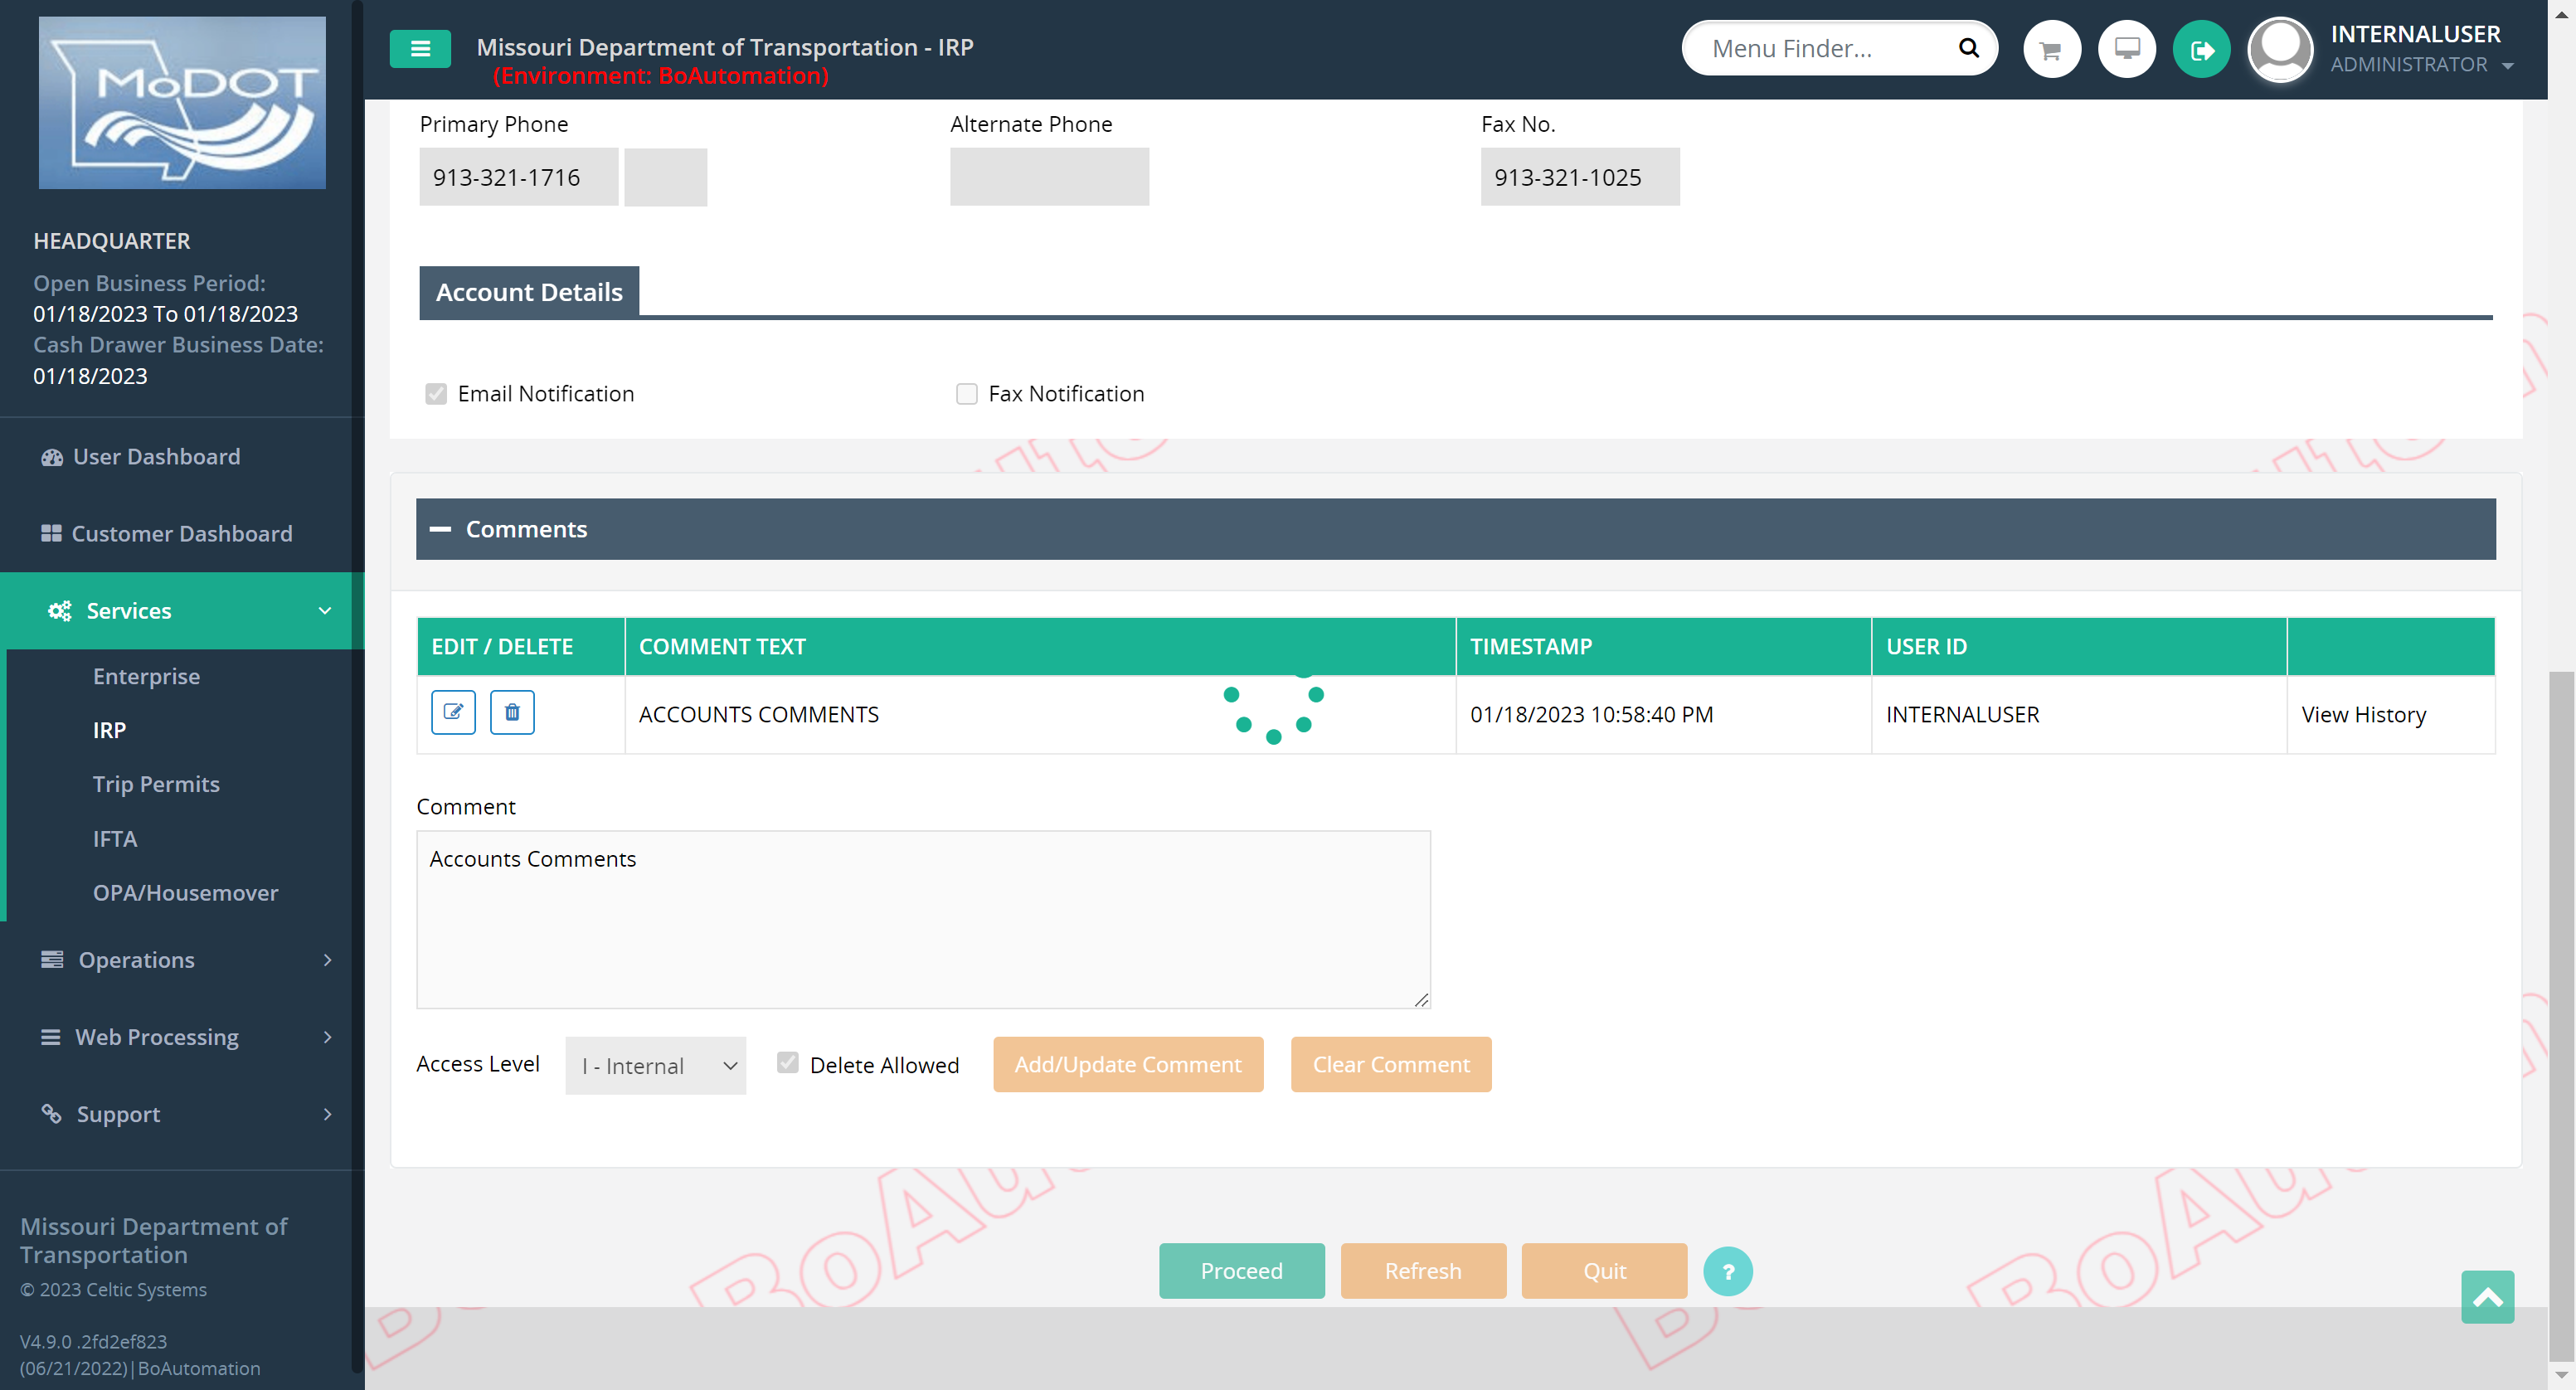 MoDOT
Missouri Department of Transportation - IRP
(Environment: BoAutomation)
Menu Finder...
INTERNALUSER
ADMINISTRATOR
HEADQUARTER
Open Business Period:
01/18/2023 To 01/18/2023
Cash Drawer Business Date:
01/18/2023
User Dashboard
Customer Dashboard
Services
Enterprise
IRP
Trip Permits
IFTA
OPA/Housemover
Operations
Web Processing
Support
Missouri Department of
Transportation
© 2023 Celtic Systems
V4.9.0 .2fd2ef823
(06/21/2022)|BoAutomation
Primary Phone
Alternate Phone
Fax No.
913-321-1716
913-321-1025
Account Details
Email Notification
Fax Notification
Comments
EDIT / DELETE
COMMENT TEXT
TIMESTAMP
USER ID
ACCOUNTS COMMENTS
01/18/2023 10:58:40 PM
INTERNALUSER
View History
Comment
Accounts Comments
Access Level
I - Internal
Delete Allowed
Add/Update Comment
Clear Comment
Proceed
Refresh
Quit
?